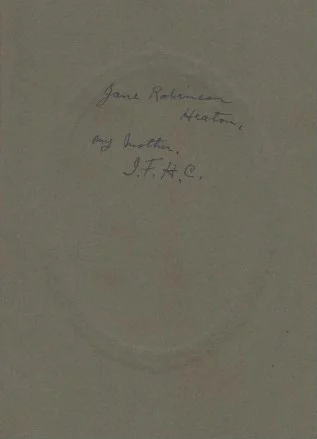 Jane Robinson
Heaton,
my mother.
I.F.H.C.